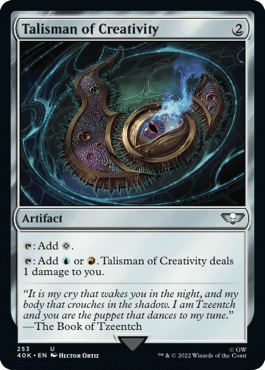 Talisman of Creativity 2
Artifact
: Add .
: Add or . Talisman of Creativity deals
1 damage to you.
"It is my cry that wakes you in the night, and my
body that crouches in the shadow. I am Tzeentch
and you are the puppet that dances to my tune."
—The Book of Tzeentch
253 U © GW
40K • EN Hector Ortiz ™ & © 2022 Wizards of the Coast